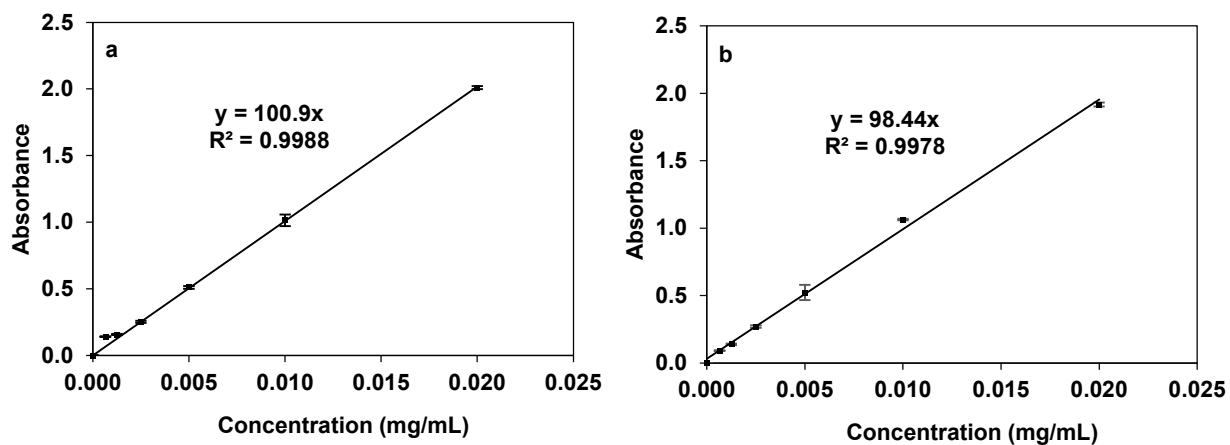 a
2.5
2.0
1.5
1.0
0.5
0.0
Absorbance
y = 100.9x
R² = 0.9988
0.000 0.005 0.010 0.015 0.020 0.025
Concentration (mg/mL)
b
2.5
2.0
1.5
1.0
0.5
0.0
Absorbance
y = 98.44x
R² = 0.9978
0.000 0.005 0.010 0.015 0.020 0.025
Concentration (mg/mL)